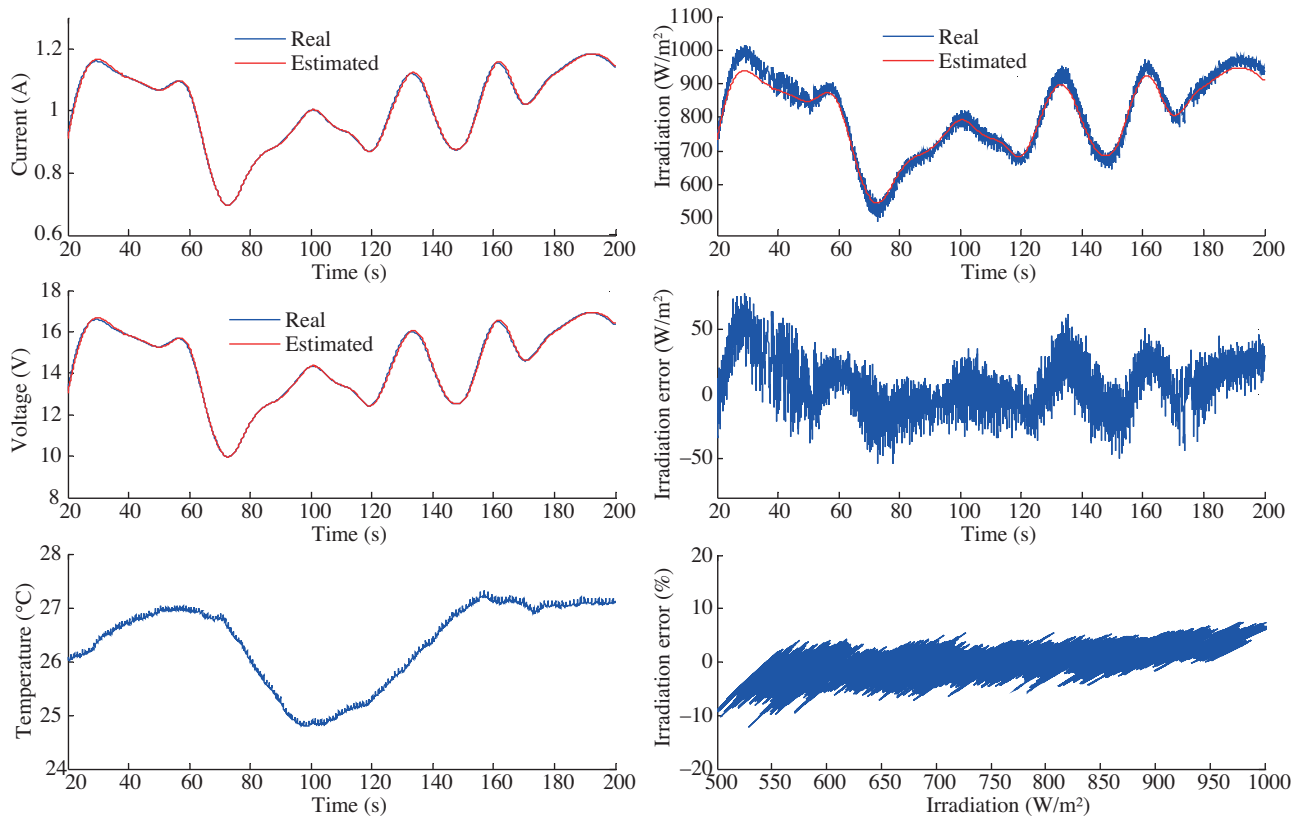 Current (A)
1.2
1
0.8
0.6
Real
Estimated
20 40 60 80 100 120 140 160 180 200
Time (s)
Irradiation (W/m²)
1100
1000
900
800
700
600
500
Real
Estimated
20 40 60 80 100 120 140 160 180 200
Time (s)
Voltage (V)
18
16
14
12
10
8
Real
Estimated
20 40 60 80 100 120 140 160 180 200
Time (s)
Irradiation error (W/m²)
50
0
–50
20 40 60 80 100 120 140 160 180 200
Time (s)
Temperature (°C)
28
27
26
25
24
20 40 60 80 100 120 140 160 180 200
Time (s)
Irradiation error (%)
20
10
0
–10
–20
500 550 600 650 700 750 800 850 900 950 1000
Irradiation (W/m²)